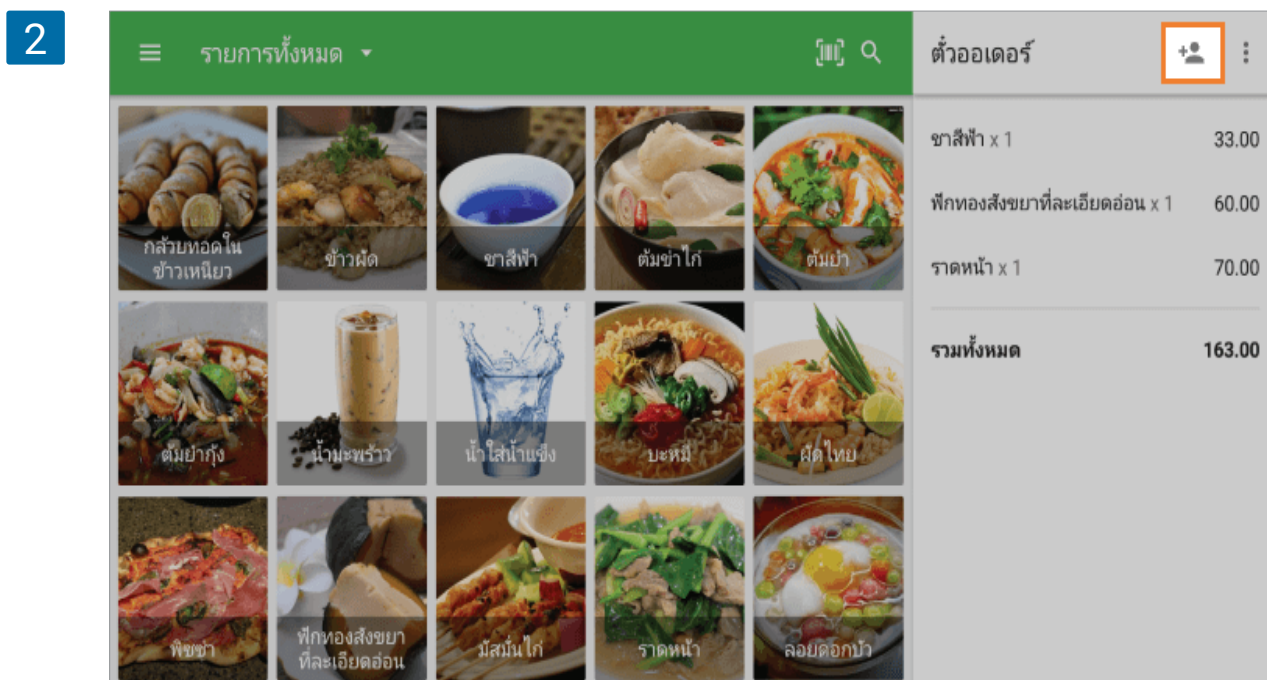 2
รายการทั้งหมด
ตั๋วออเดอร์
กล้วยทอดใน
ข้าวเหนียว
ข้าวผัด
ชาสีฟ้า
ต้มข่าไก่
ต้มยำ
ต้มยำกุ้ง
น้ำมะพร้าว
น้ำใส่น้ำแข็ง
บะหมี่
ผัดไทย
พิซซ่า
ฟักทองสังขยา
ที่ละเอียดอ่อน
มัสมั่นไก่
ราดหน้า
ลอยดอกบัว
ชาสีฟ้า x 1 33.00
ฟักทองสังขยาที่ละเอียดอ่อน x 1 60.00
ราดหน้า x 1 70.00
รวมทั้งหมด 163.00